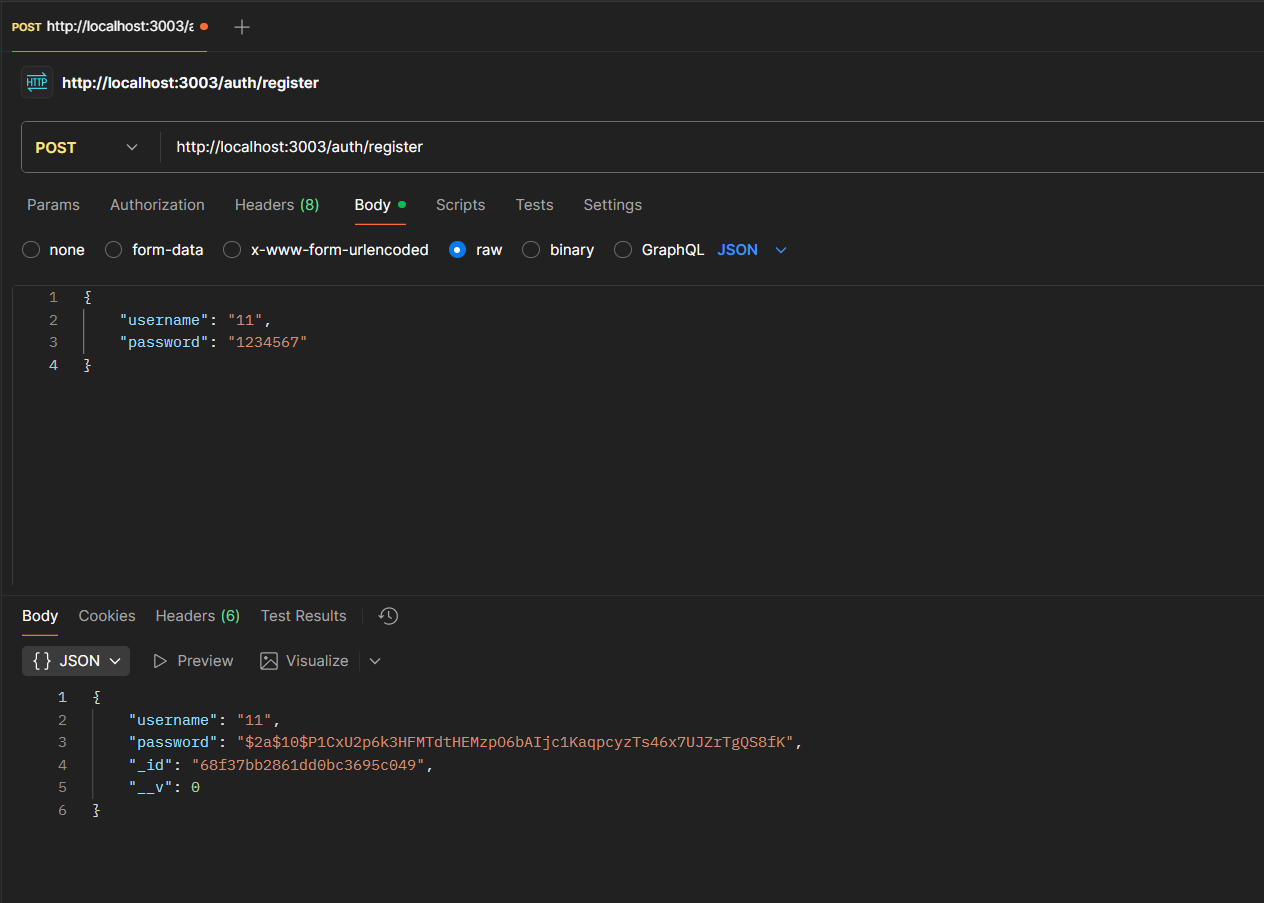 POST http://localhost:3003/a
HTTP http://localhost:3003/auth/register
POST http://localhost:3003/auth/register
Params Authorization Headers (8) Body Scripts Tests Settings
none form-data x-www-form-urlencoded raw binary GraphQL JSON
1 {
2 "username": "11",
3 "password": "1234567"
4 }
Body Cookies Headers (6) Test Results
{} JSON Preview Visualize
1 {
2 "username": "11",
3 "password": "$2a$10$P1CxU2p6k3HFMTdtHEMzpO6bAIjc1KaqpcyzTs46x7UJZrTgQS8fK",
4 "_id": "68f37bb2861dd0bc3695c049",
5 "__v": 0
6 }